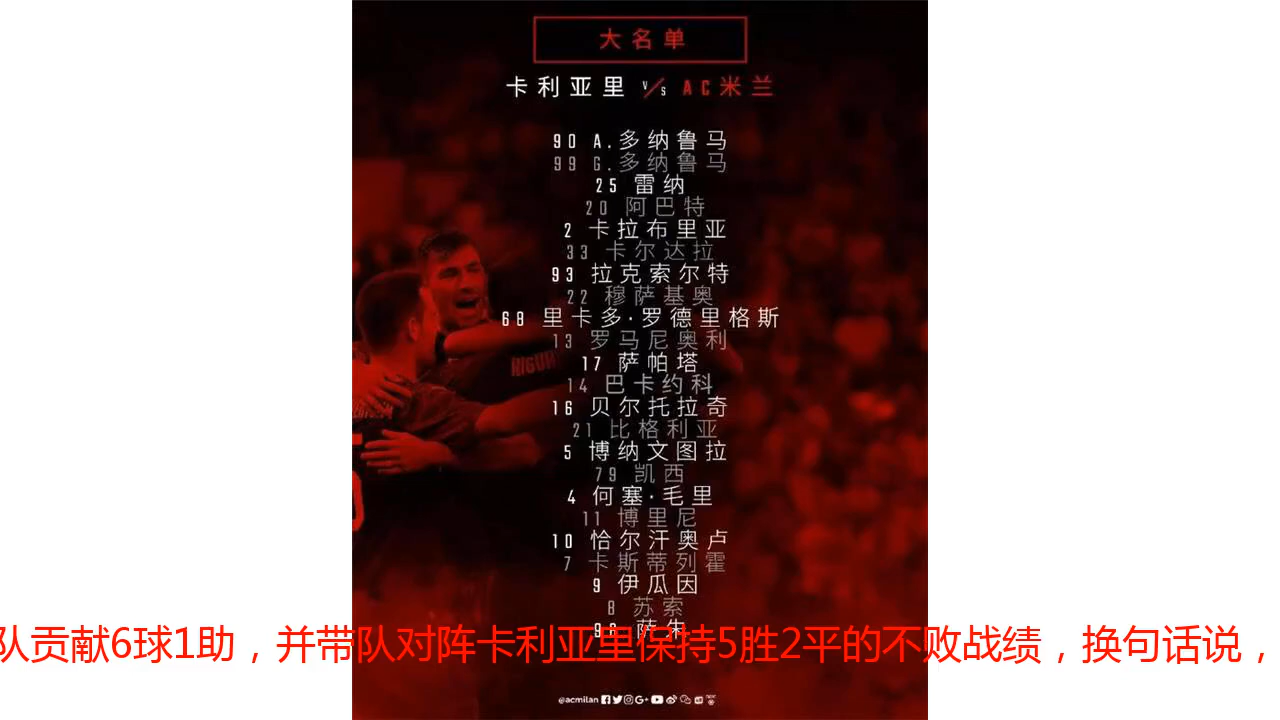 大名单
卡利亚里 VS AC米兰
90 A.多纳鲁马
99 G.多纳鲁马
25 雷纳
20 阿巴特
2 卡拉布里亚
33 卡尔达拉
93 拉克索尔特
22 穆萨基奥
68 里卡多·罗德里格斯
13 罗马尼奥利
17 萨帕塔
14 巴卡约科
16 贝尔托拉奇
21 比格利亚
5 博纳文图拉
79 凯西
4 何塞·毛里
11 博里尼
10 恰尔汗奥卢
7 卡斯蒂列霍
9 伊瓜因
8 苏索
98 萨朱
队贡献6球1助，并带队对阵卡利亚里保持5胜2平的不败战绩，换句话说，
@acmilan